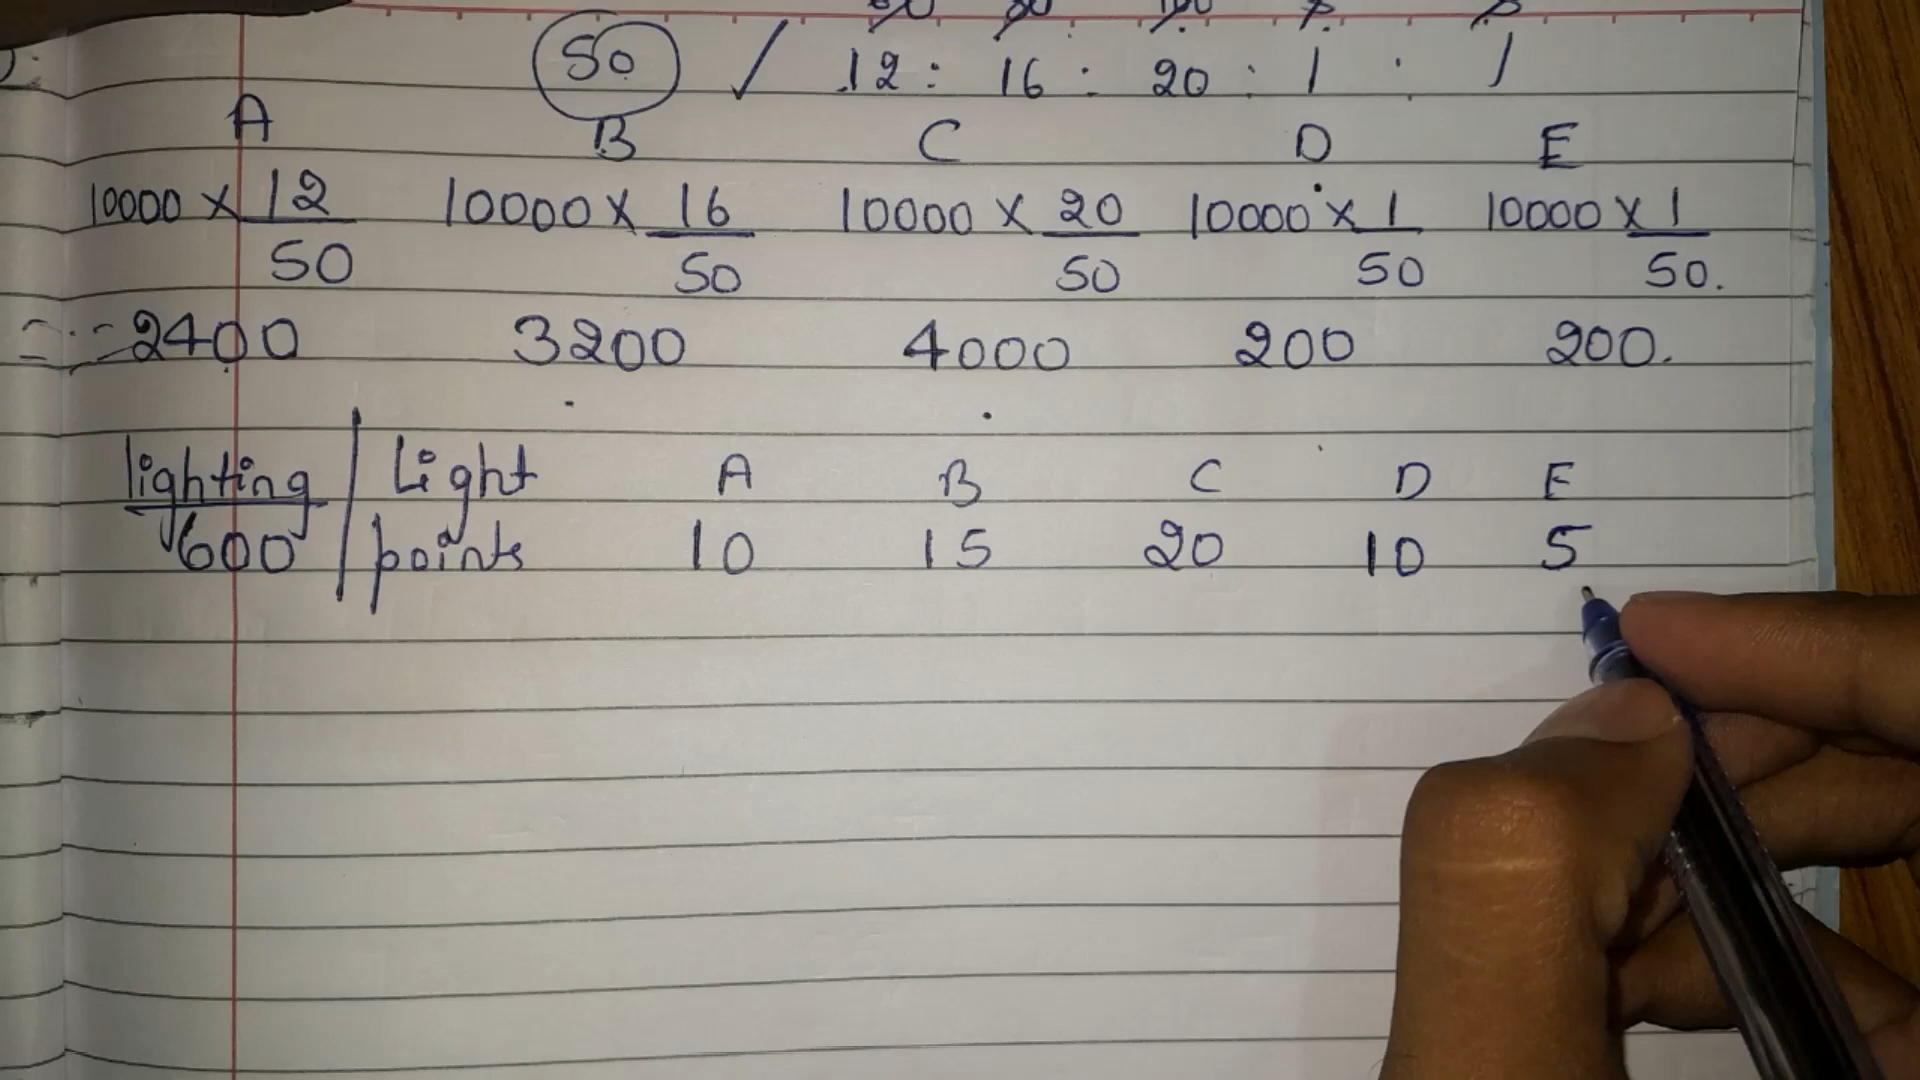 50 / 12 : 16 : 20 : 1 : 1
A B C D E
10000 × 12/50 10000 × 16/50 10000 × 20/50 10000 × 1/50 10000 × 1/50.
= 2400 3200 4000 200 200.
lighting Light A B C D E
600 points 10 15 20 10 5